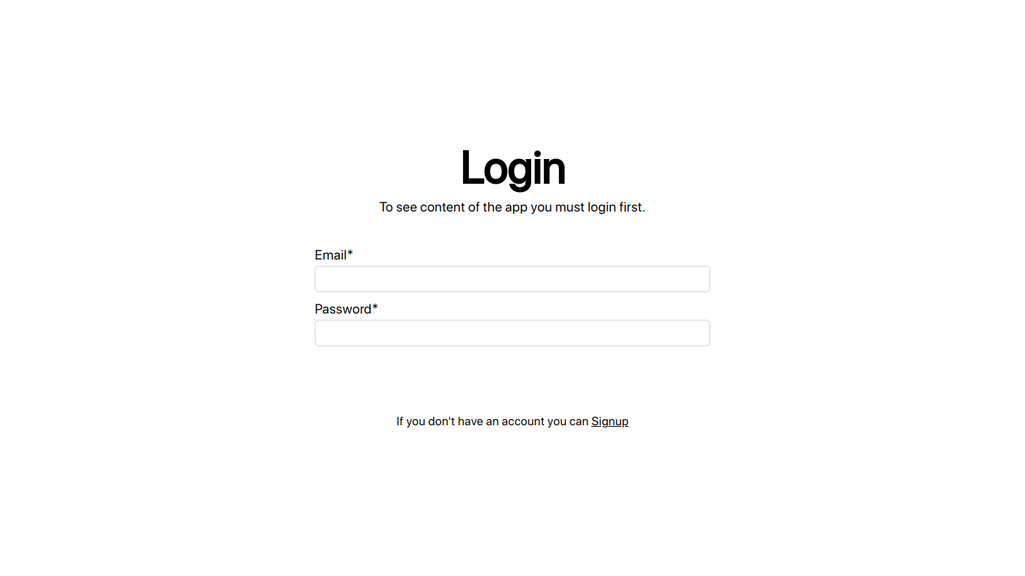 Login
To see content of the app you must login first.
Email*
Password*
If you don't have an account you can Signup